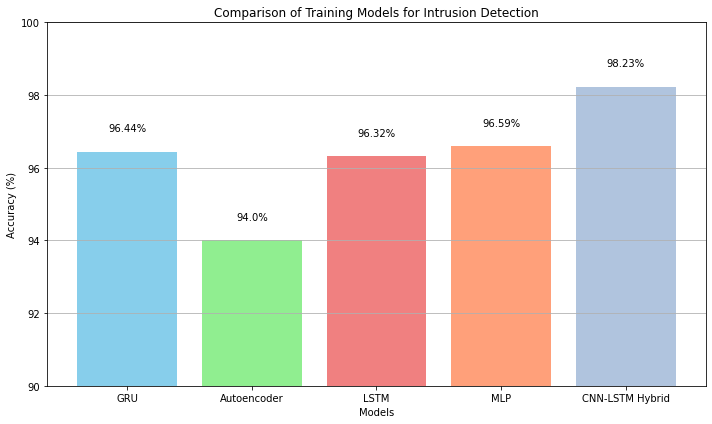 Comparison of Training Models for Intrusion Detection
100
98
96
94
92
90
Accuracy (%)
96.44%
94.0%
96.32%
96.59%
98.23%
GRU
Autoencoder
LSTM
MLP
CNN-LSTM Hybrid
Models